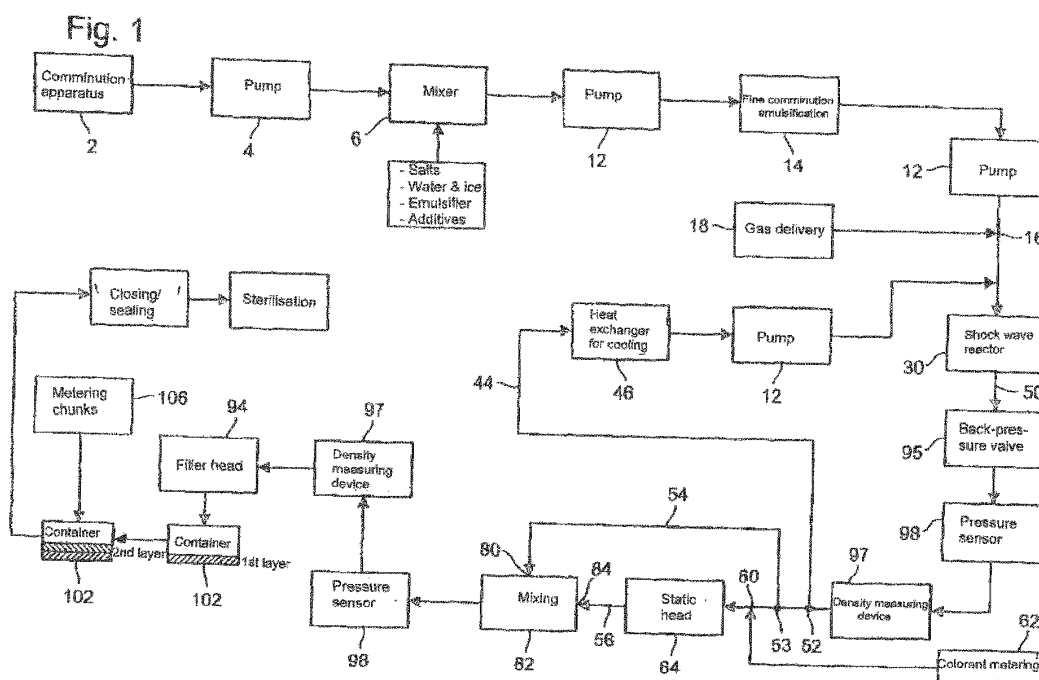 Fig. 1
Comminution
apparatus
2
Pump
4
Mixer
6
- Salts
- Water & ice
- Emulsifier
- Additives
Pump
12
Fine comminution
emulsification
14
12
Pump
18
Gas delivery
16
Closing/
sealing
Sterilisation
Heat
exchanger
for cooling
46
Pump
12
44
Shock wave
reactor
30
50
Metering
chunks
106
94
Filler head
97
Density
measuring
device
Back-pres-
sure valve
95
54
98
Pressure
sensor
Container
2nd layer
102
Container
1st layer
102
Pressure
sensor
98
80
Mixing
82
84
56
Static
head
64
60
53
52
97
Density measuring
device
62
Colorant metering